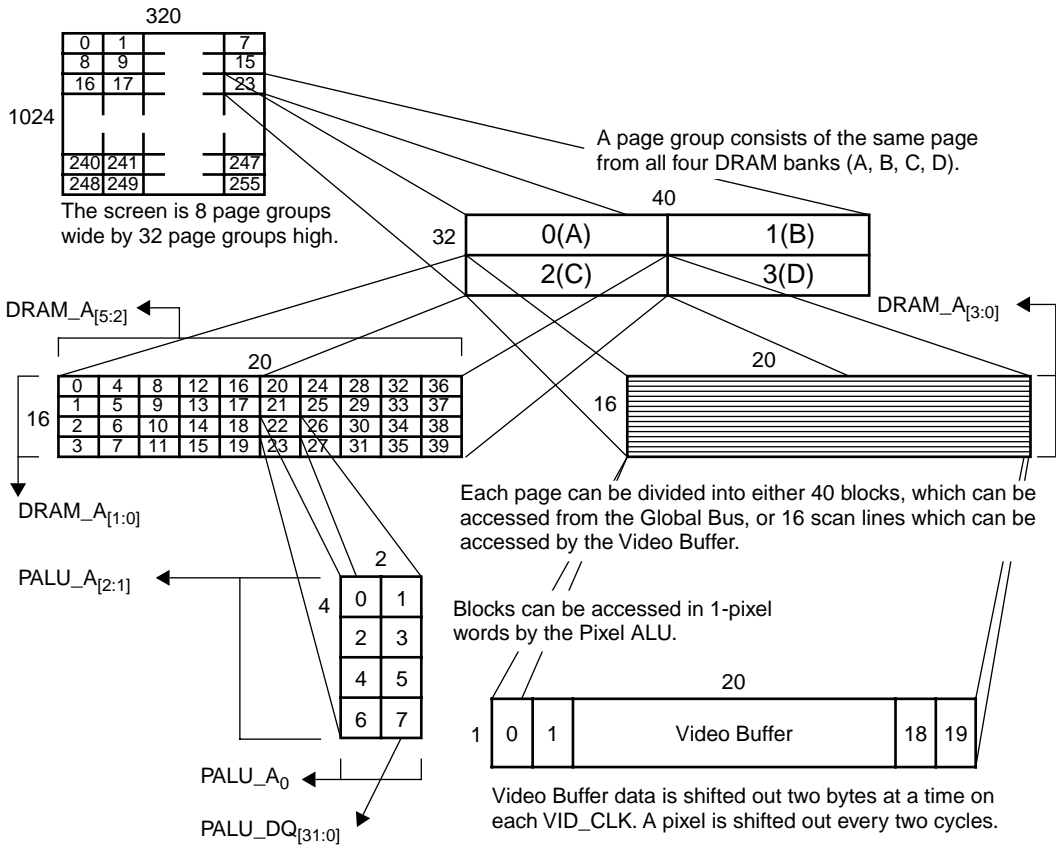 320
0 1 7
8 9 15
16 17 23
1024
240 241 247
248 249 255
The screen is 8 page groups
wide by 32 page groups high.
A page group consists of the same page
from all four DRAM banks (A, B, C, D).
40
32
0(A) 1(B)
2(C) 3(D)
DRAM_A[5:2]
DRAM_A[3:0]
20
16
0 4 8 12 16 20 24 28 32 36
1 5 9 13 17 21 25 29 33 37
2 6 10 14 18 22 26 30 34 38
3 7 11 15 19 23 27 31 35 39
DRAM_A[1:0]
20
16
Each page can be divided into either 40 blocks, which can be
accessed from the Global Bus, or 16 scan lines which can be
accessed by the Video Buffer.
PALU_A[2:1]
2
4
0 1
2 3
4 5
6 7
Blocks can be accessed in 1-pixel
words by the Pixel ALU.
PALU_A0
PALU_DQ[31:0]
20
1
0 1 Video Buffer 18 19
Video Buffer data is shifted out two bytes at a time on
each VID_CLK. A pixel is shifted out every two cycles.